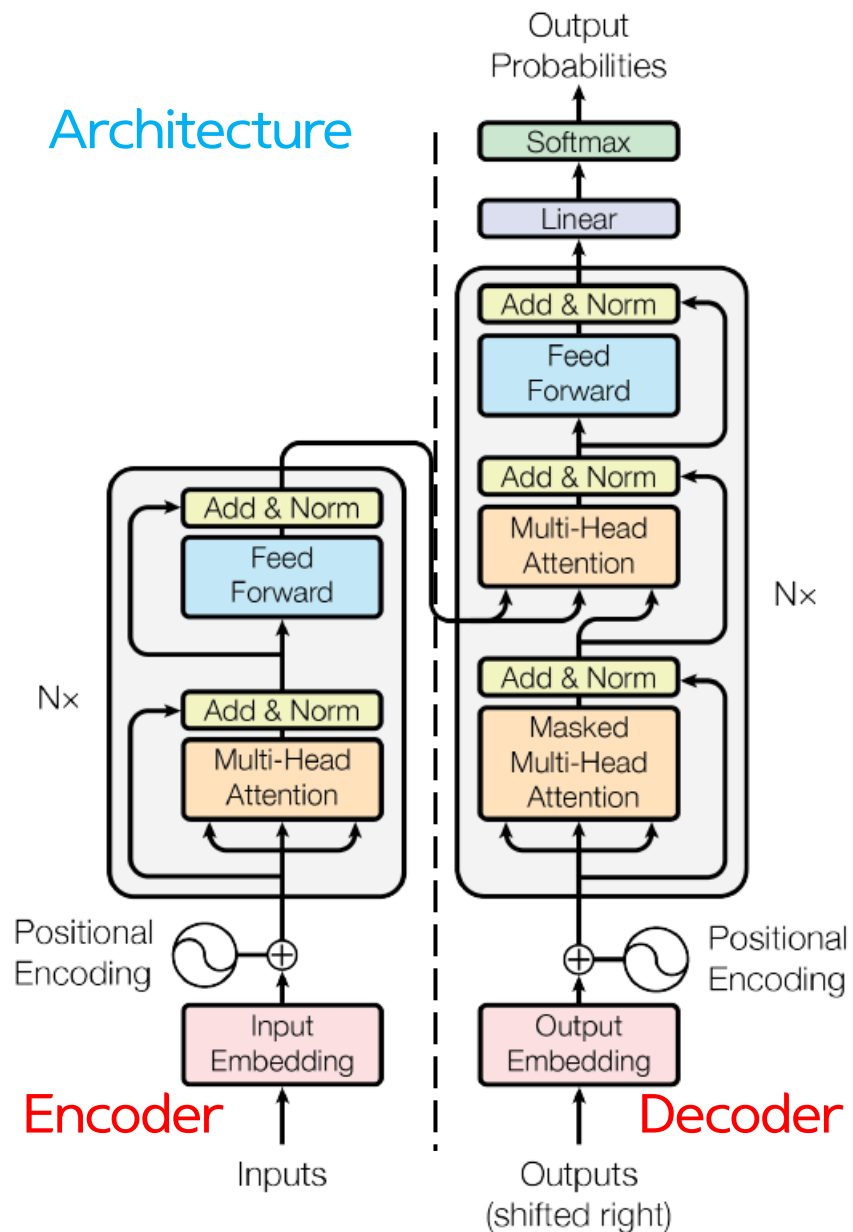 Output
Probabilities
Architecture
Softmax
Linear
Add & Norm
Feed
Forward
Add & Norm
Multi-Head
Attention
Nx
Add & Norm
Masked
Multi-Head
Attention
Add & Norm
Feed
Forward
Nx
Add & Norm
Multi-Head
Attention
Positional
Encoding
Positional
Encoding
Input
Embedding
Output
Embedding
Encoder
Decoder
Inputs
Outputs
(shifted right)